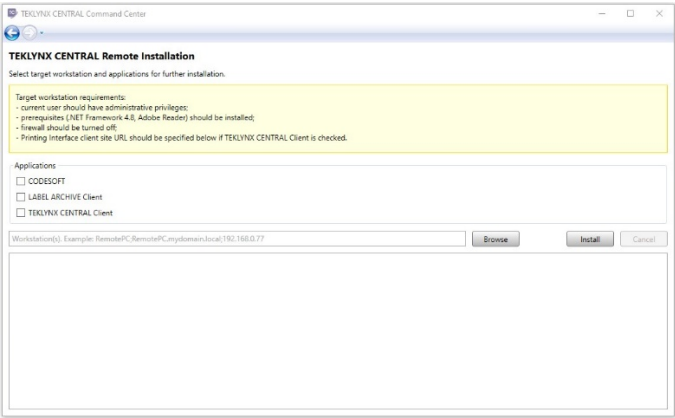 TEKLYNX CENTRAL Command Center
TEKLYNX CENTRAL Remote Installation
Select target workstation and applications for further installation.
Target workstation requirements:
- current user should have administrative privileges;
- prerequisites (.NET Framework 4.8, Adobe Reader) should be installed;
- firewall should be turned off;
- Printing Interface client site URL should be specified below if TEKLYNX CENTRAL Client is checked.
Applications
CODESOFT
LABEL ARCHIVE Client
TEKLYNX CENTRAL Client
Workstation(s). Example: RemotePC;RemotePC.mydomain.local;192.168.0.77
Browse
Install
Cancel